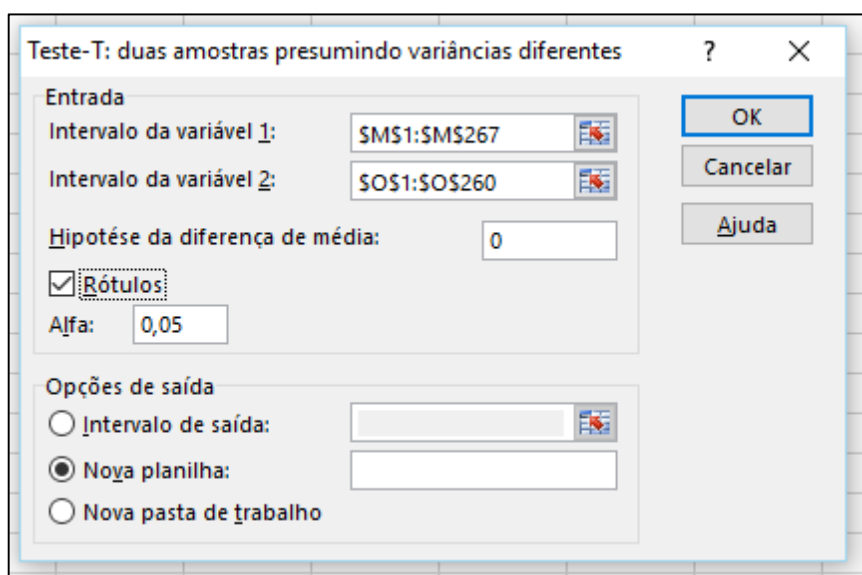 Teste-T: duas amostras presumindo variâncias diferentes ?
Entrada
Intervalo da variável 1: $M$1:$M$267
Intervalo da variável 2: $O$1:$O$260
Hipotése da diferença de média: 0
Rótulos
Alfa: 0,05
OK
Cancelar
Ajuda
Opções de saída
Intervalo de saída:
Nova planilha:
Nova pasta de trabalho